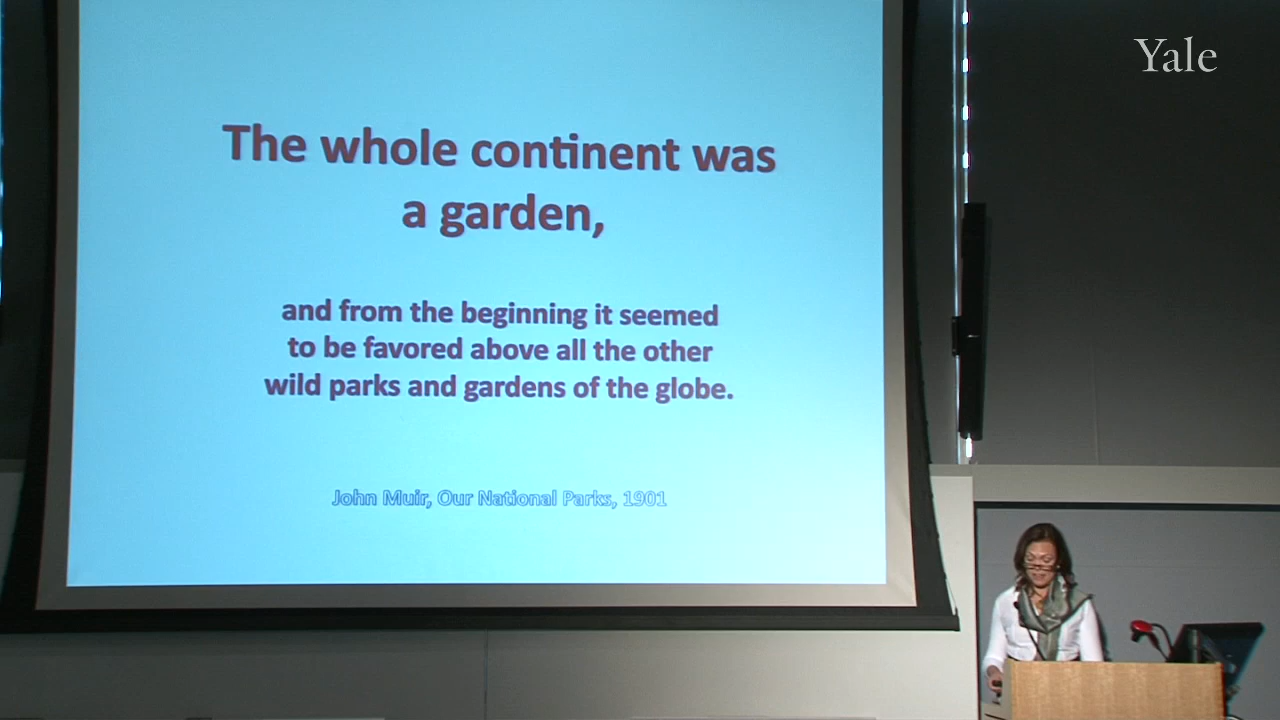 Yale
The whole continent was
a garden,
and from the beginning it seemed
to be favored above all the other
wild parks and gardens of the globe.
John Muir, Our National Parks, 1901